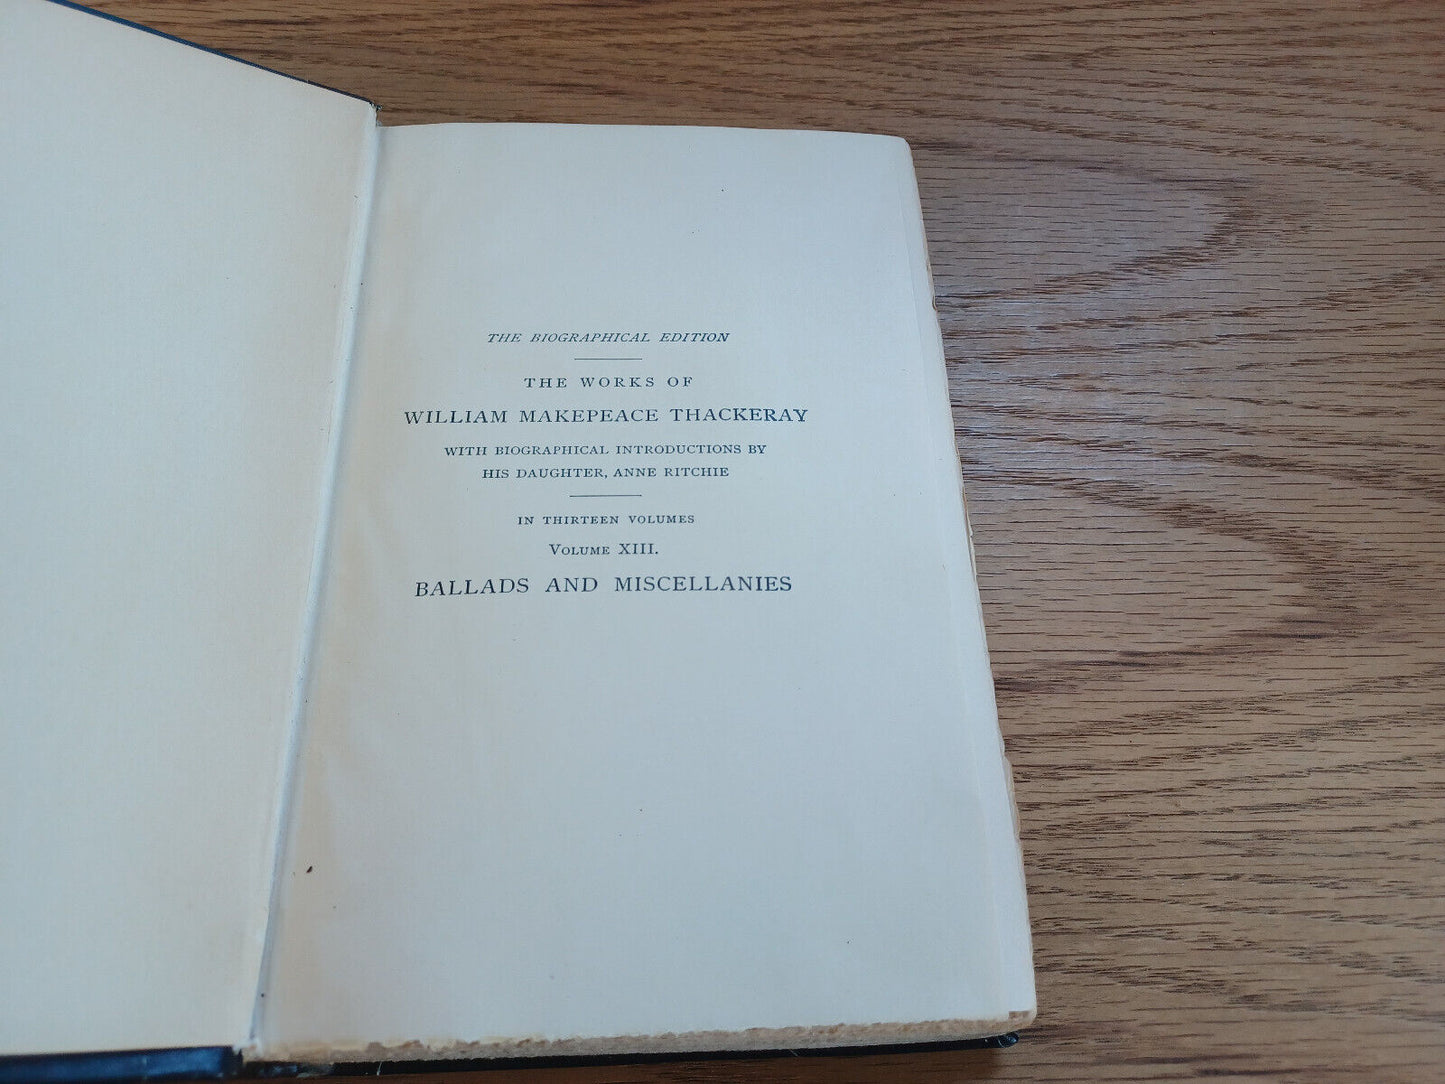 THE BIOGRAPHICAL EDITION
THE WORKS OF
WILLIAM MAKEPEACE THACKERAY
WITH BIOGRAPHICAL INTRODUCTIONS BY
HIS DAUGHTER, ANNE RITCHIE
IN THIRTEEN VOLUMES
VOLUME XIII.
BALLADS AND MISCELLANIES